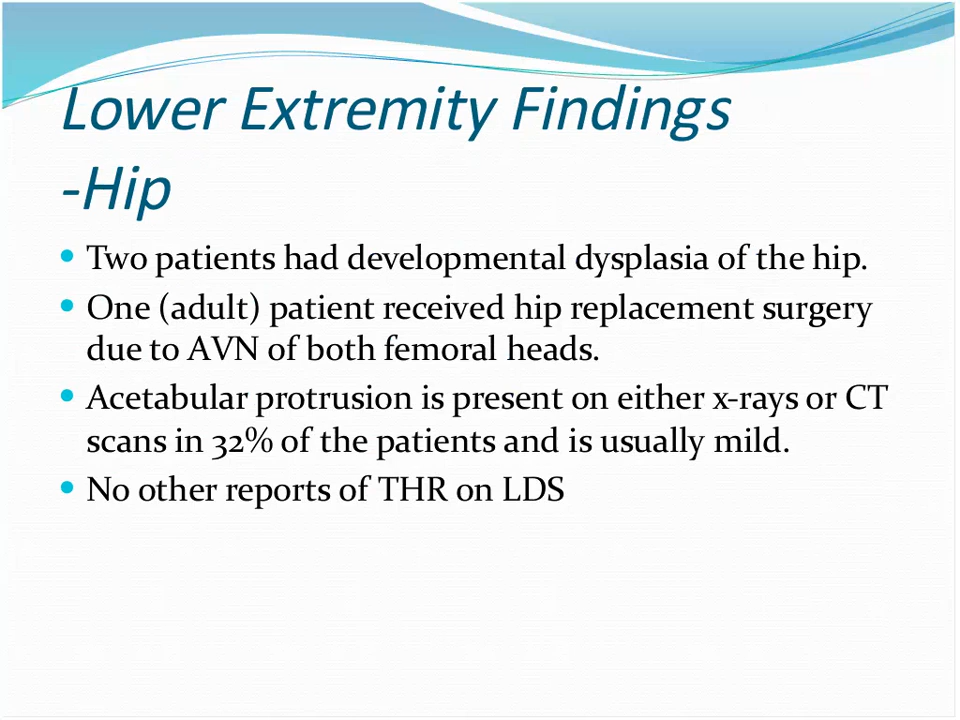 Lower Extremity Findings
-Hip
Two patients had developmental dysplasia of the hip.
One (adult) patient received hip replacement surgery
due to AVN of both femoral heads.
Acetabular protrusion is present on either x-rays or CT
scans in 32% of the patients and is usually mild.
No other reports of THR on LDS